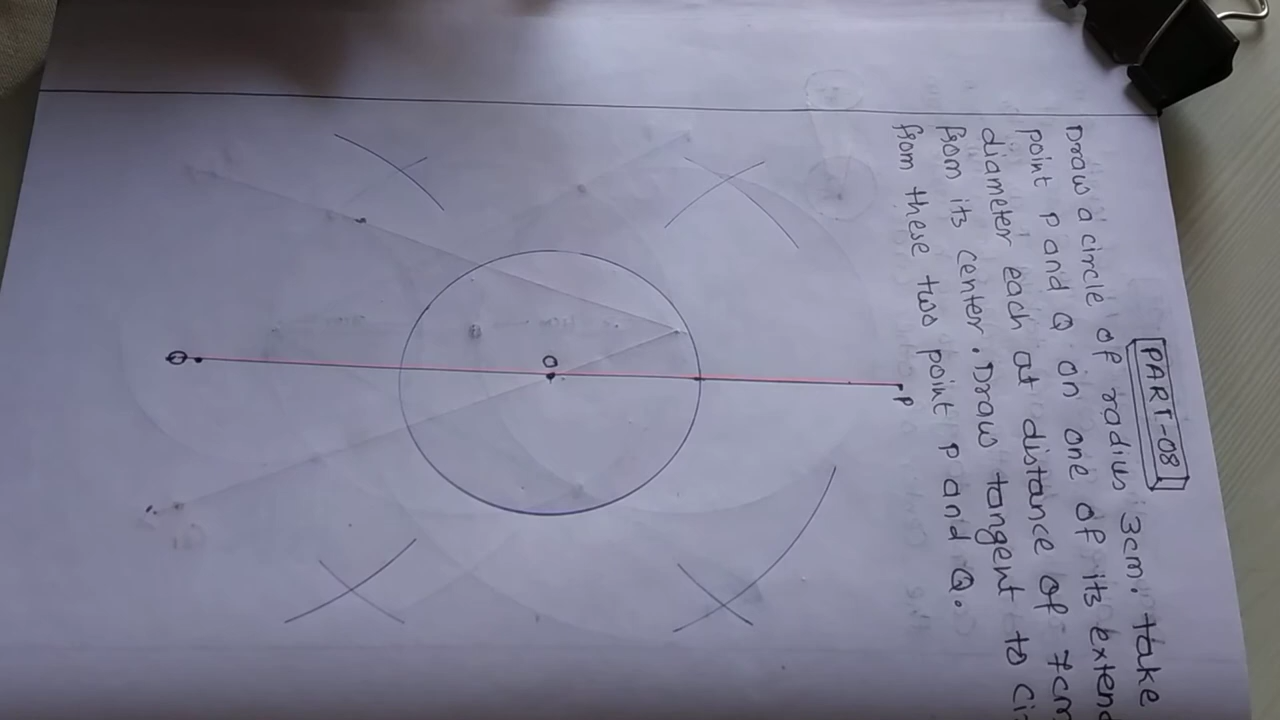 PART-08
Draw a circle of radius 3cm. take
point P and Q on one of its extend
diameter each at distance of 7cm
from its center. Draw tangent to ci
from these two point P and Q.
P
O
Q